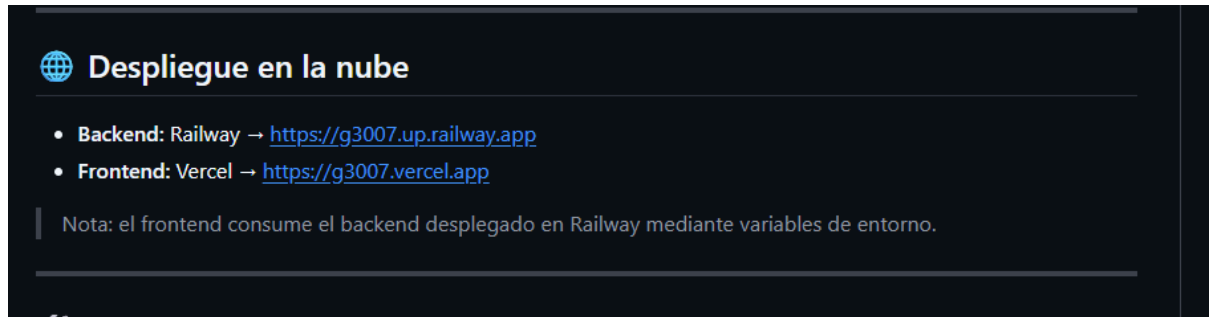 🌐 Despliegue en la nube
• Backend: Railway → https://g3007.up.railway.app
• Frontend: Vercel → https://g3007.vercel.app
Nota: el frontend consume el backend desplegado en Railway mediante variables de entorno.